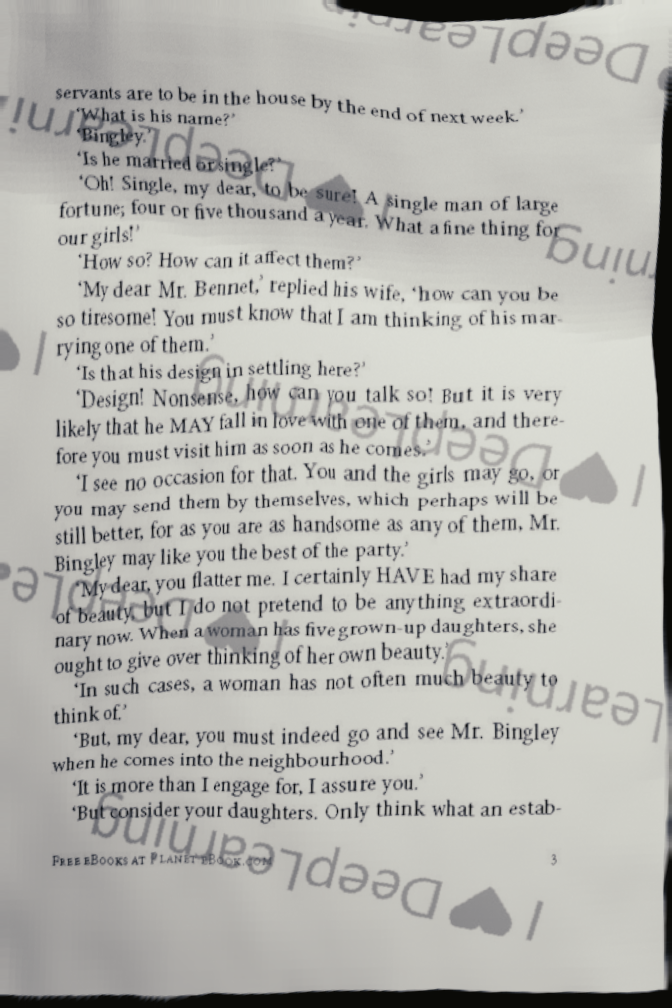 servants are to be in the house by the end of next week.’
‘What is his name?’
‘Bingley.’
‘Is he married or single?’
‘Oh! Single, my dear, to be sure! A single man of large
fortune; four or five thousand a year. What a fine thing for
our girls!’
‘How so? How can it affect them?’
‘My dear Mr. Bennet,’ replied his wife, ‘how can you be
so tiresome! You must know that I am thinking of his mar-
rying one of them.’
‘Is that his design in settling here?’
‘Design! Nonsense, how can you talk so! But it is very
likely that he MAY fall in love with one of them, and there-
fore you must visit him as soon as he comes.’
‘I see no occasion for that. You and the girls may go, or
you may send them by themselves, which perhaps will be
still better, for as you are as handsome as any of them, Mr.
Bingley may like you the best of the party.’
‘My dear, you flatter me. I certainly HAVE had my share
of beauty, but I do not pretend to be anything extraordi-
nary now. When a woman has five grown-up daughters, she
ought to give over thinking of her own beauty.’
‘In such cases, a woman has not often much beauty to
think of.’
‘But, my dear, you must indeed go and see Mr. Bingley
when he comes into the neighbourhood.’
‘It is more than I engage for, I assure you.’
‘But consider your daughters. Only think what an estab-
FREE EBOOKS AT PLANET EBOOK.COM
3
DeepLearnin
I ♥ DeepLearnin
rning
I
I ♥ DeepLearning
I ♥ DeepLe
Learning
I ♥ DeepLearning